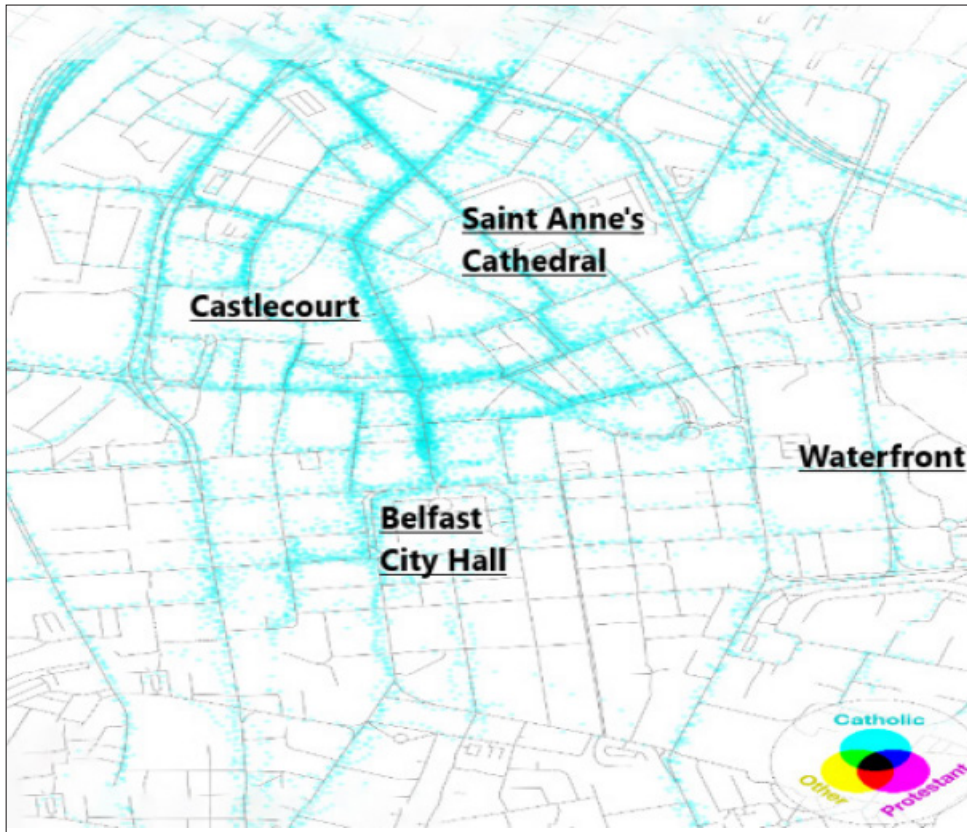 Saint Anne's
Cathedral
Castlecourt
Waterfront
Belfast
City Hall
Catholic
Other
Protestant